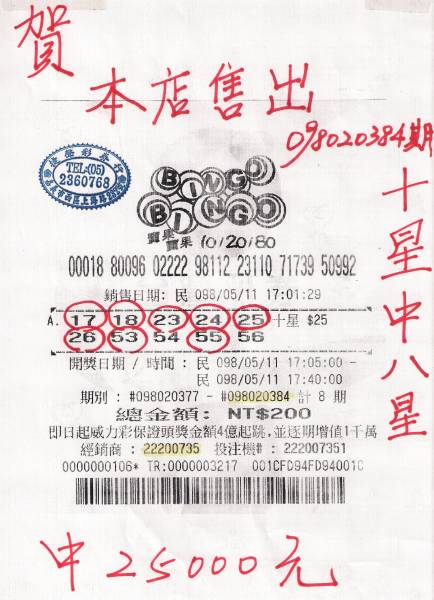 賀
本店售出
098020384期
十星中八星
TEL:(05)
2360768
BINGO
BINGO
賓果
賓果 10/20/80
00018 80096 02222 98112 23110 71739 50992
銷售日期: 民 098/05/11 17:01:29
A. 17 18 23 24 25 十星 $25
26 53 54 55 56
開獎日期 / 時間 : 民 098/05/11 17:05:00 -
民 098/05/11 17:40:00
期別 : #098020377 - #098020384 計 8 期
總金額: NT$200
即日起威力彩保證頭獎金額4億起跳,並逐期增值1千萬
經銷商 : 22200735 投注機# : 222007351
0000000106* TR:0000003217 001CFD94FD94001C
中25000元